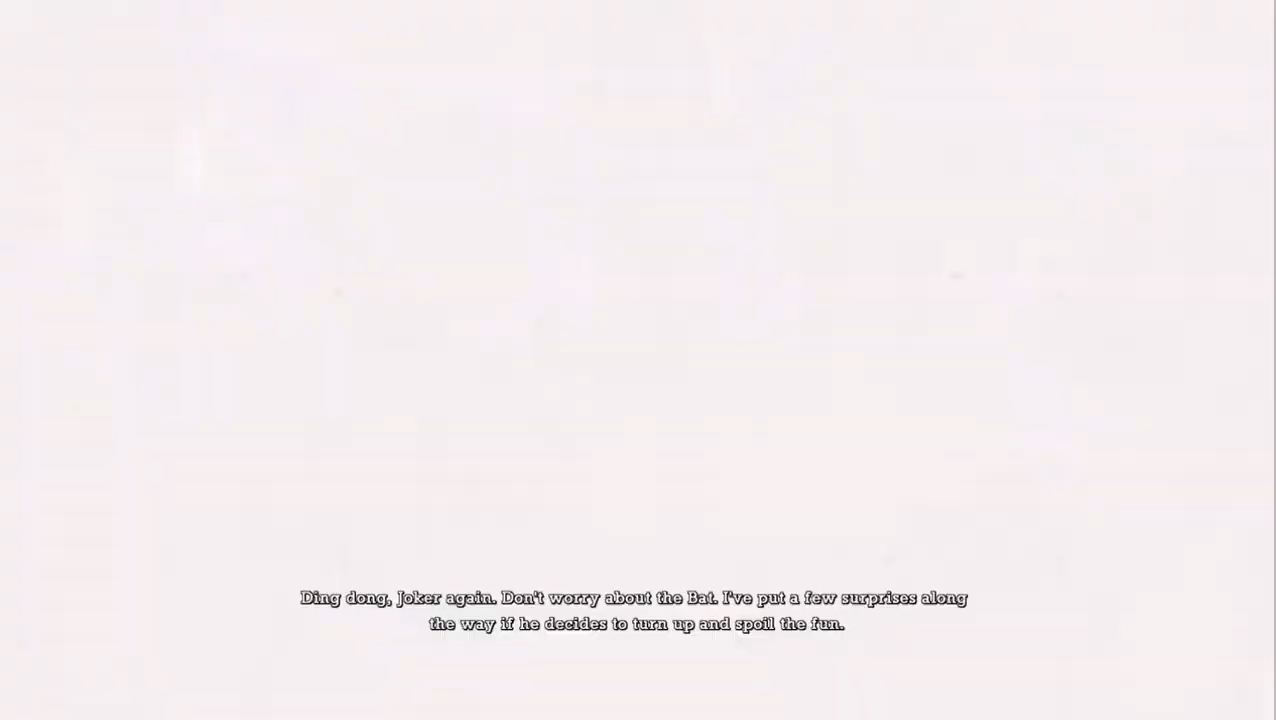 Ding dong, Joker again. Don't worry about the Bat. I've put a few surprises along
the way if he decides to turn up and spoil the fun.